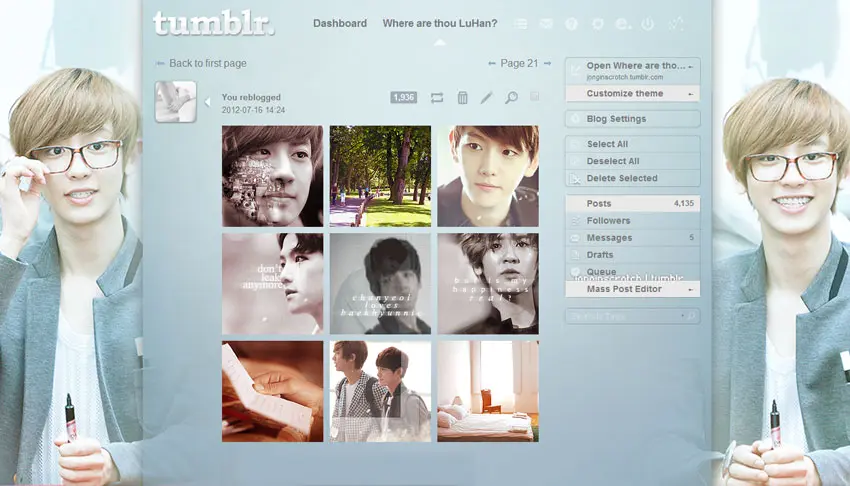 tumblr.
Dashboard
Where are thou LuHan?
← Back to first page
← Page 21 →
You reblogged
2012-07-16 14:24
1,936
don't
leak
anymore.
chanyeol
loves
baekhyunnie
but is my
happiness
real?
Open Where are tho...
jonginscrotch.tumblr.com
Customize theme
Blog Settings
Select All
Deselect All
Delete Selected
Posts 4,135
Followers
Messages 5
Drafts
Queue
jonginscrotch | tumblr
Mass Post Editor
Search Tags